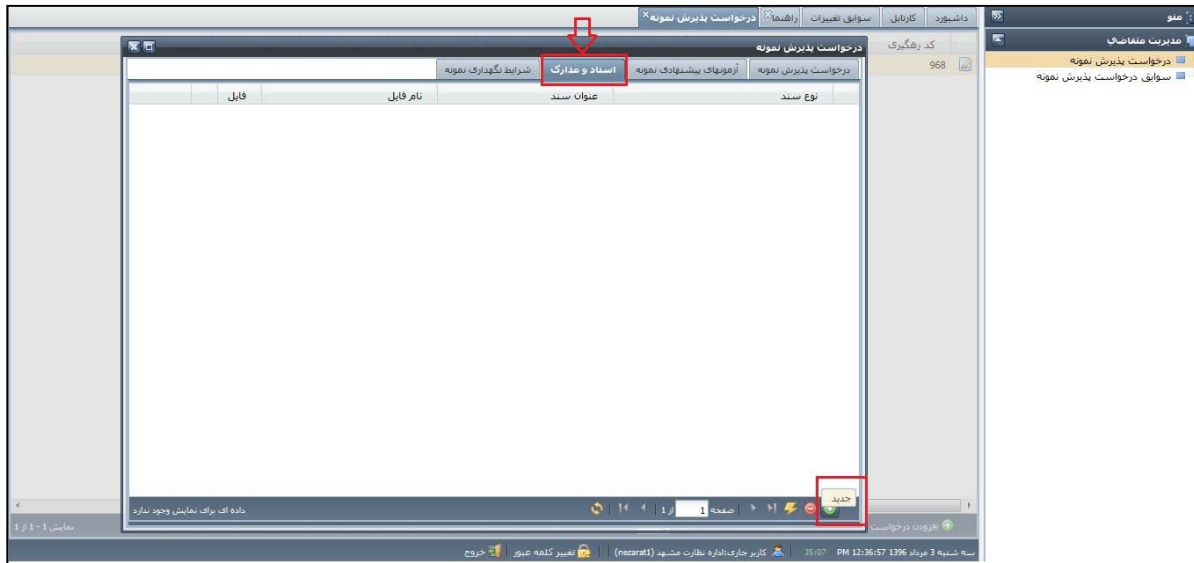 منو
مدیریت متقاضي
درخواست پذیرش نمونه
سوابق درخواست پذیرش نمونه
داشبورد کارتابل سوابق تغییرات راهنما درخواست پذیرش نمونه
کد رهگیری
968
درخواست پذیرش نمونه
درخواست پذیرش نمونه آزمونهای پیشنهادی نمونه اسناد و مدارک شرایط نگهداری نمونه
نوع سند عنوان سند نام فایل فایل
جدید
صفحه 1 از 1
داده ای برای نمایش وجود ندارد
افزودن درخواست
نمایش 1 - 1 از 1
سه شنبه 3 مرداد 1396 12:36:57 PM 35:07 کاربر جاری:اداره نظارت مشهد (nezarat1) تغییر کلمه عبور خروج